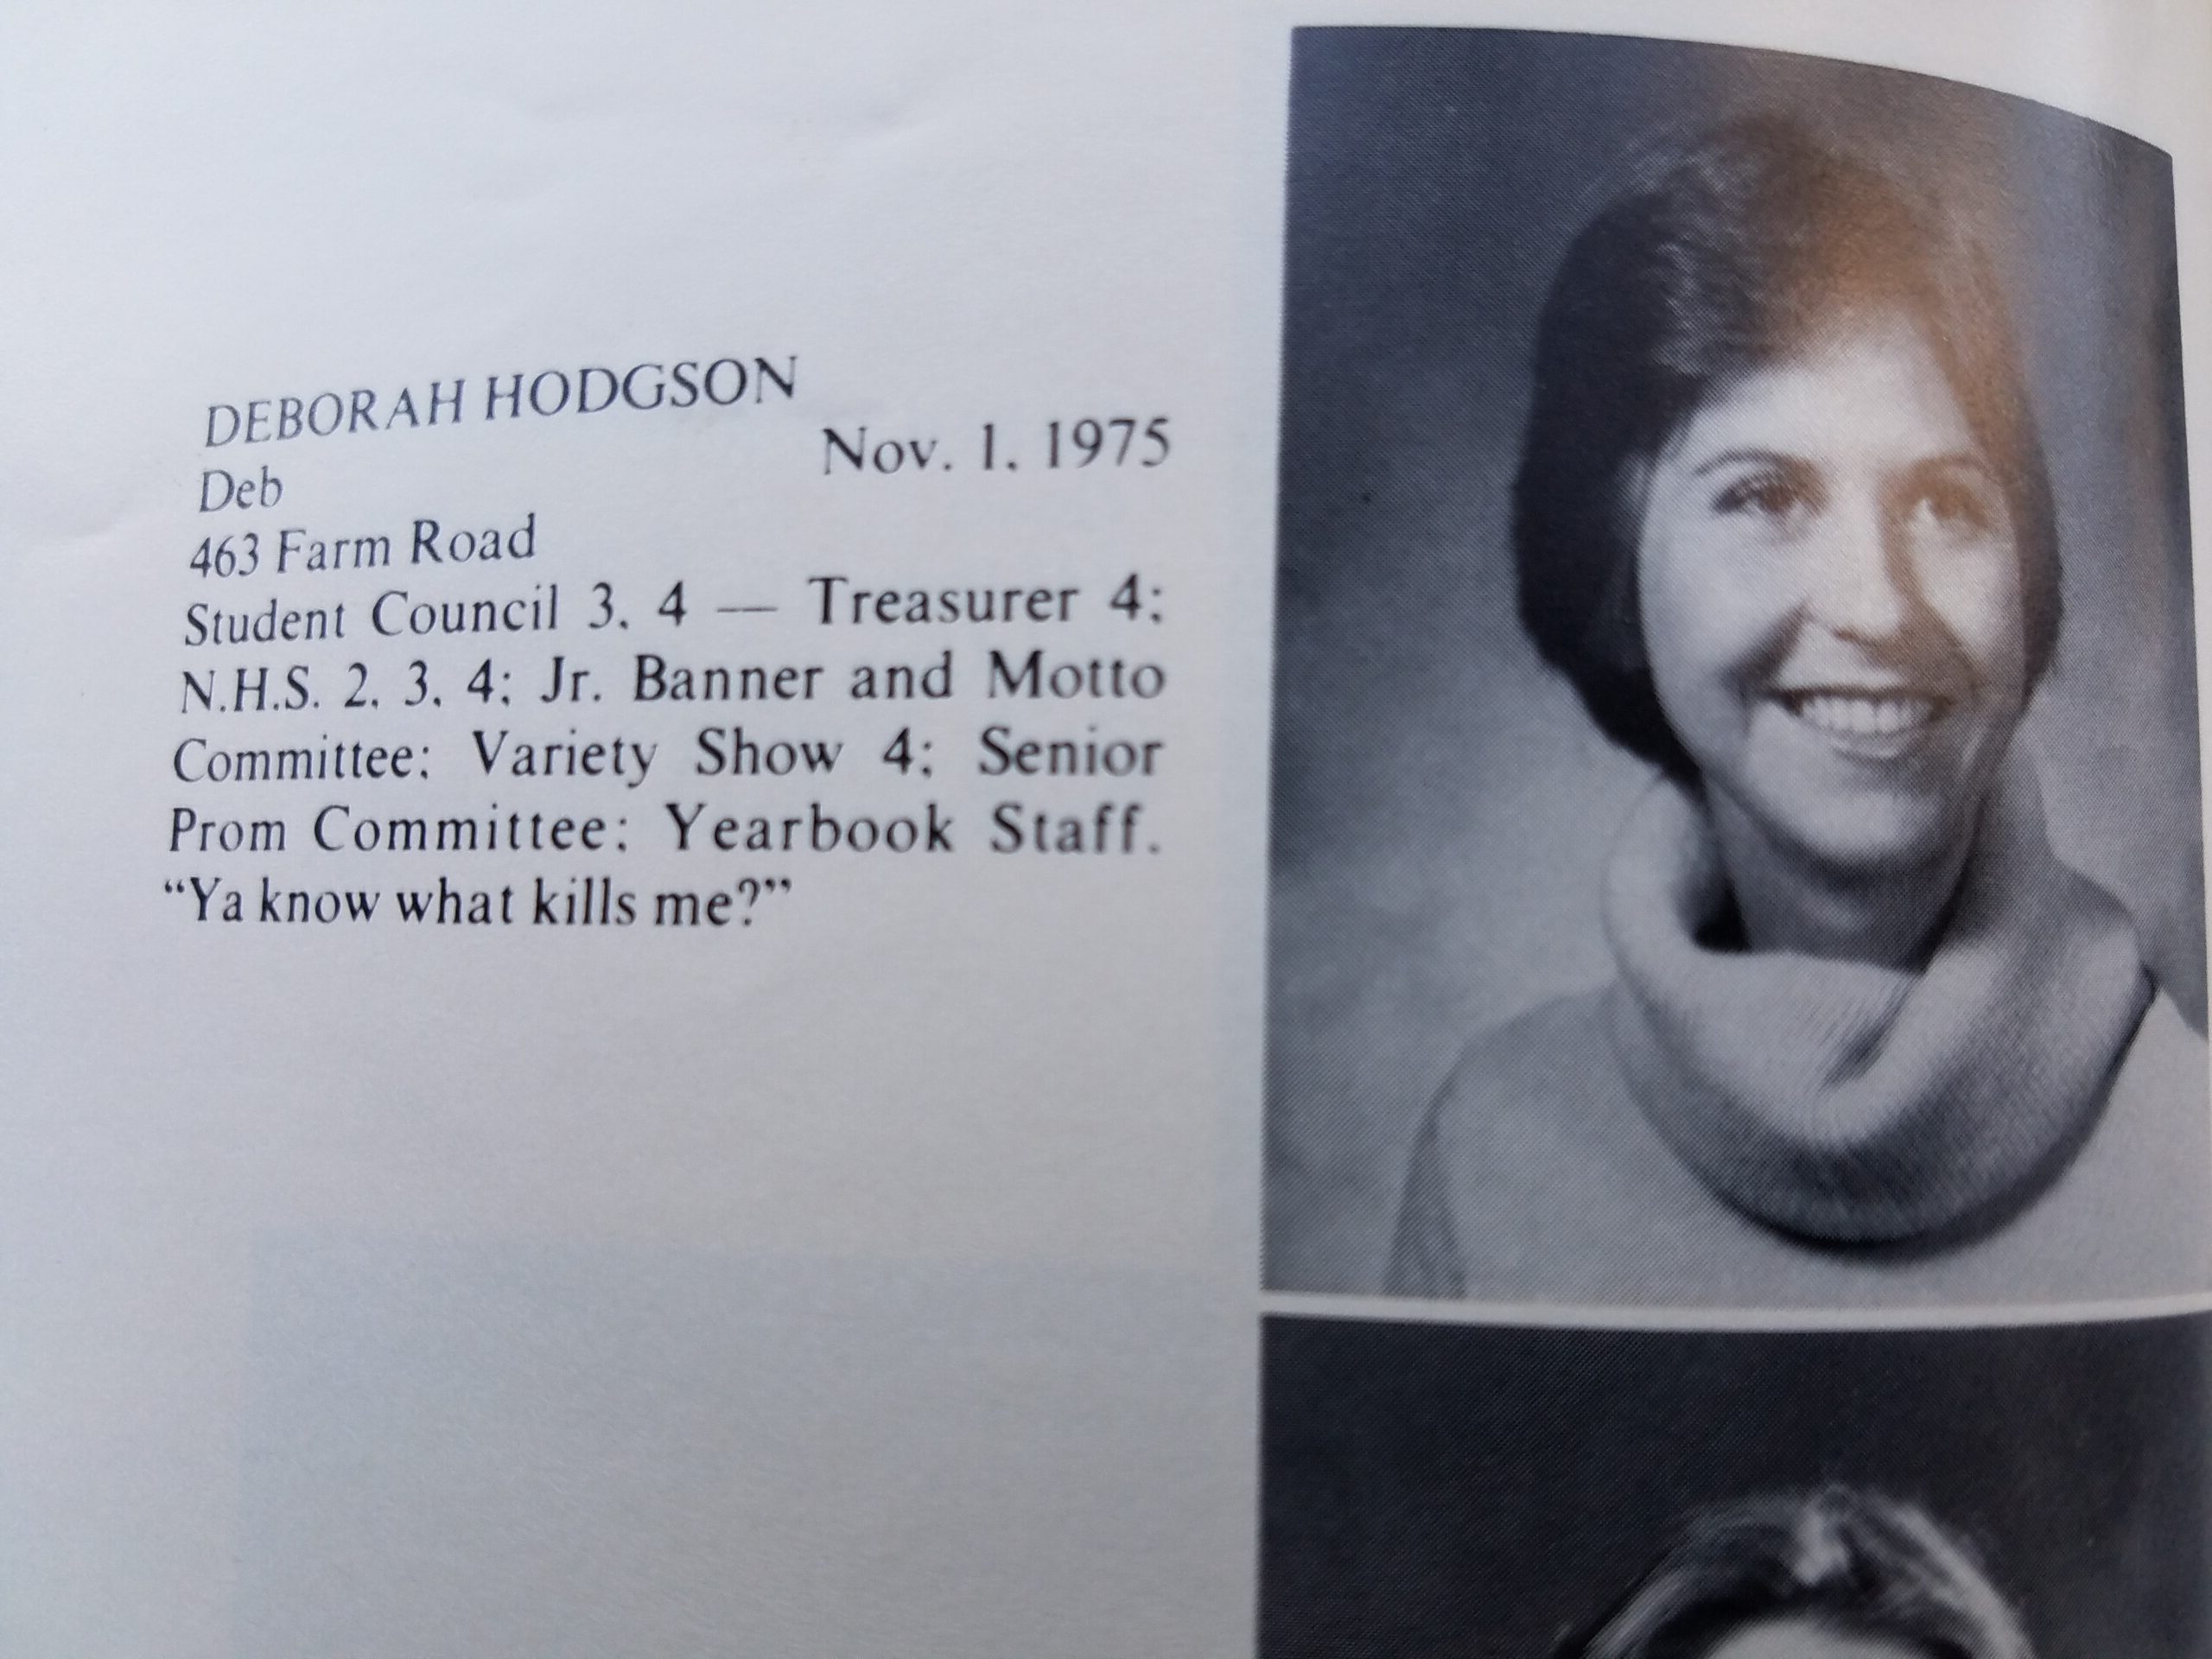 DEBORAH HODGSON
Deb
Nov. 1. 1975
463 Farm Road
Student Council 3. 4 — Treasurer 4;
N.H.S. 2. 3. 4; Jr. Banner and Motto
Committee; Variety Show 4; Senior
Prom Committee; Yearbook Staff.
“Ya know what kills me?”